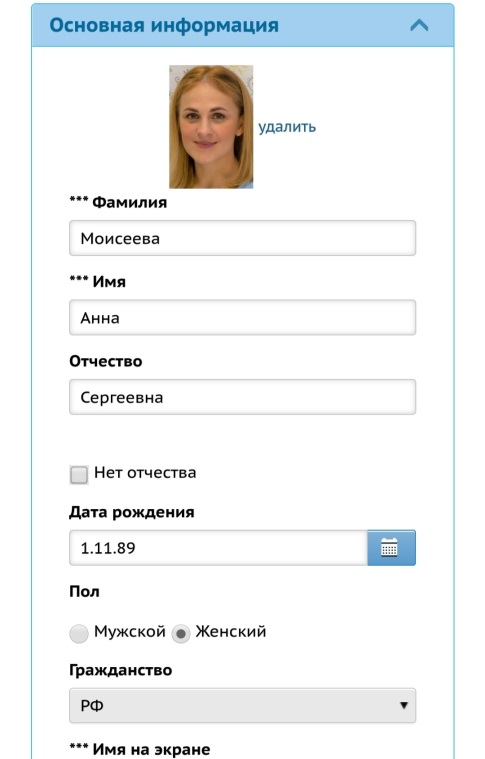 Основная информация
удалить
*** Фамилия
Моисеева
*** Имя
Анна
Отчество
Сергеевна
Нет отчества
Дата рождения
1.11.89
Пол
Мужской Женский
Гражданство
РФ
*** Имя на экране